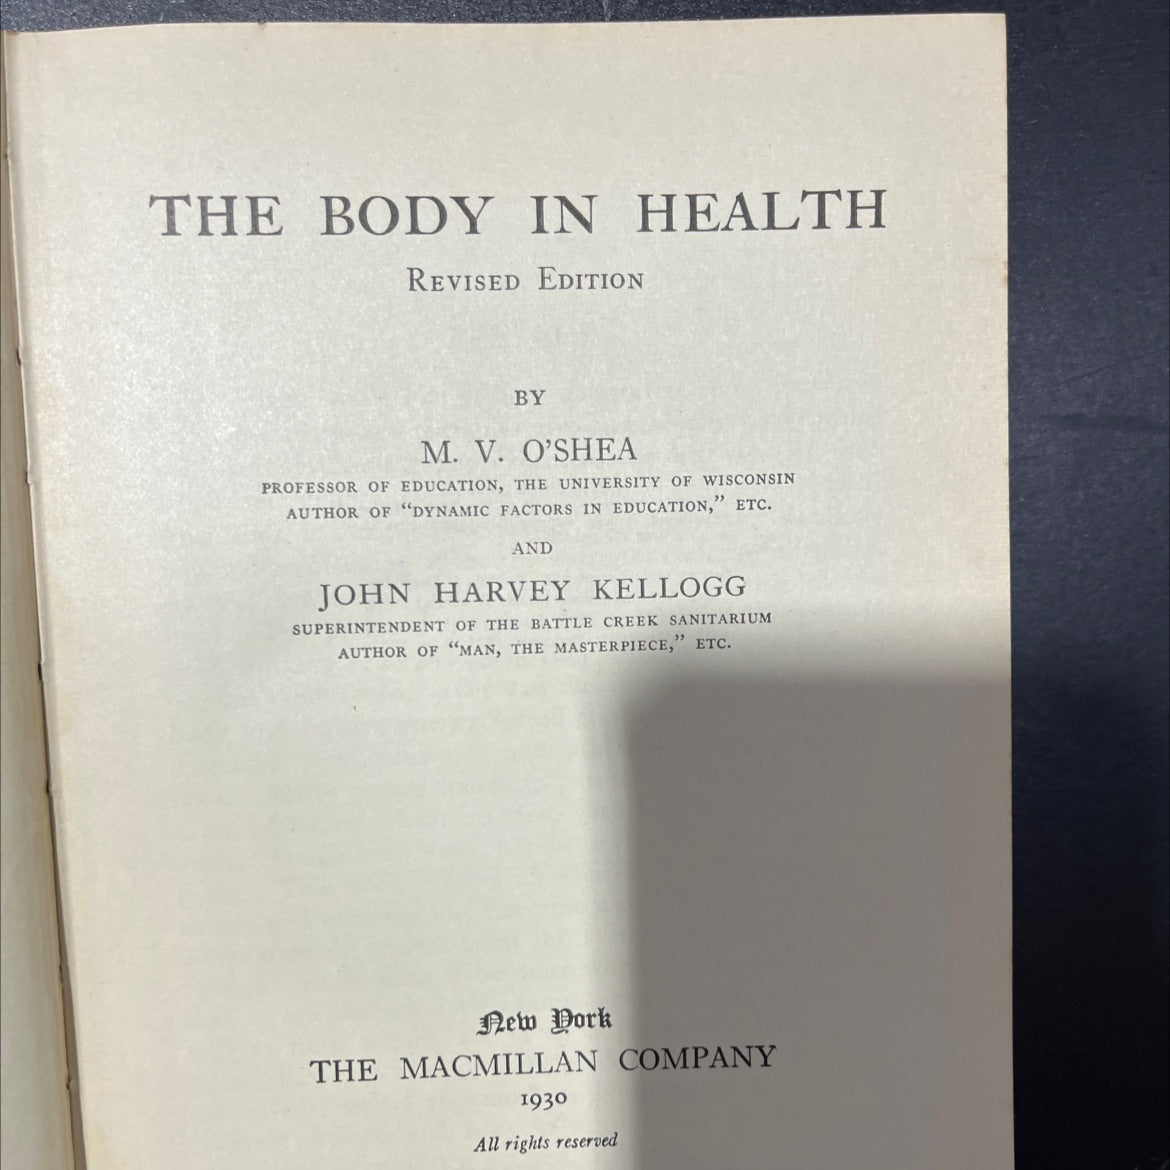 THE BODY IN HEALTH
REVISED EDITION
BY
M. V. O'SHEA
PROFESSOR OF EDUCATION, THE UNIVERSITY OF WISCONSIN
AUTHOR OF “DYNAMIC FACTORS IN EDUCATION,” ETC.
AND
JOHN HARVEY KELLOGG
SUPERINTENDENT OF THE BATTLE CREEK SANITARIUM
AUTHOR OF “MAN, THE MASTERPIECE,” ETC.
New York
THE MACMILLAN COMPANY
1930
All rights reserved